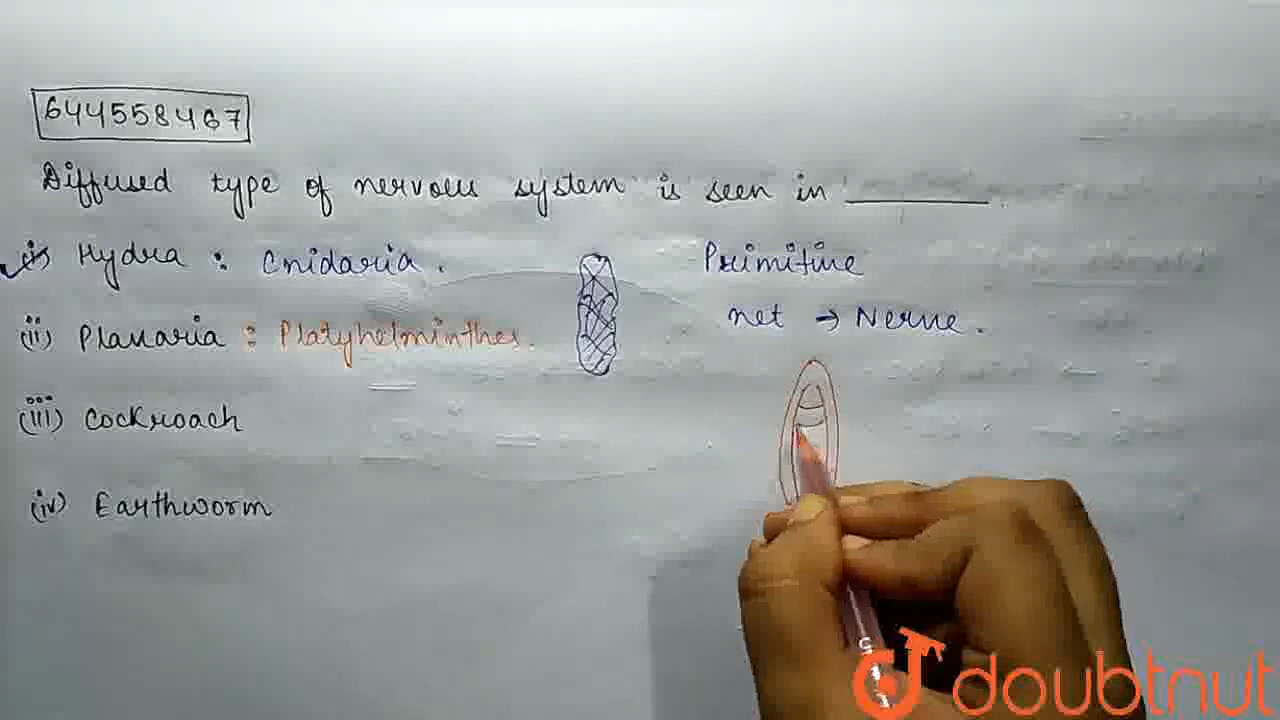 644558467
Diffused type of nervous system is seen in ________.
(i) Hydra : Cnidaria.
Primitive
net → Nerve.
(ii) Planaria : Platyhelminthes.
(iii) Cockroach
(iv) Earthworm
doubtnut